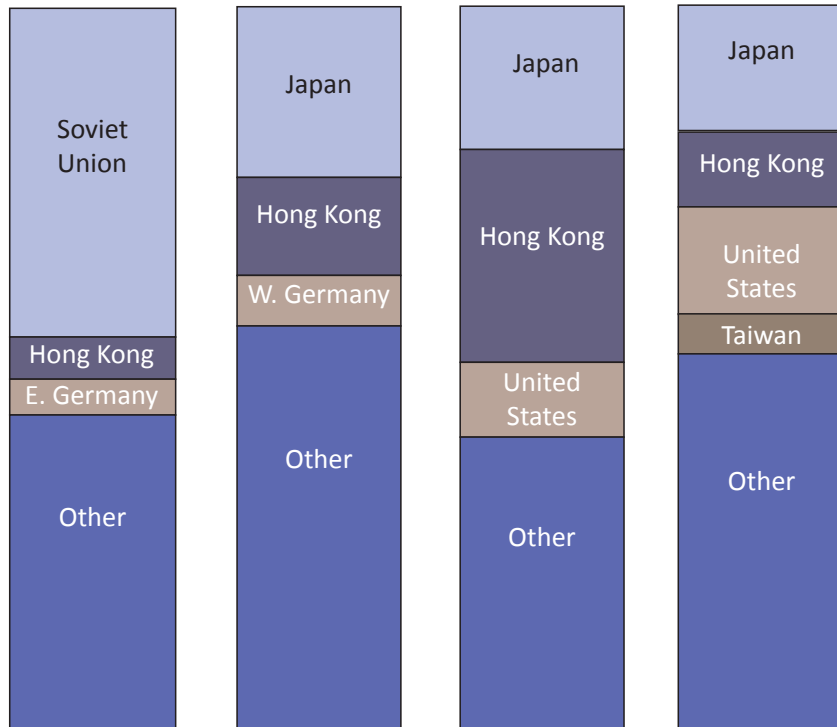 Soviet
Union
Hong Kong
E. Germany
Other
Japan
Hong Kong
W. Germany
Other
Japan
Hong Kong
United
States
Other
Japan
Hong Kong
United
States
Taiwan
Other